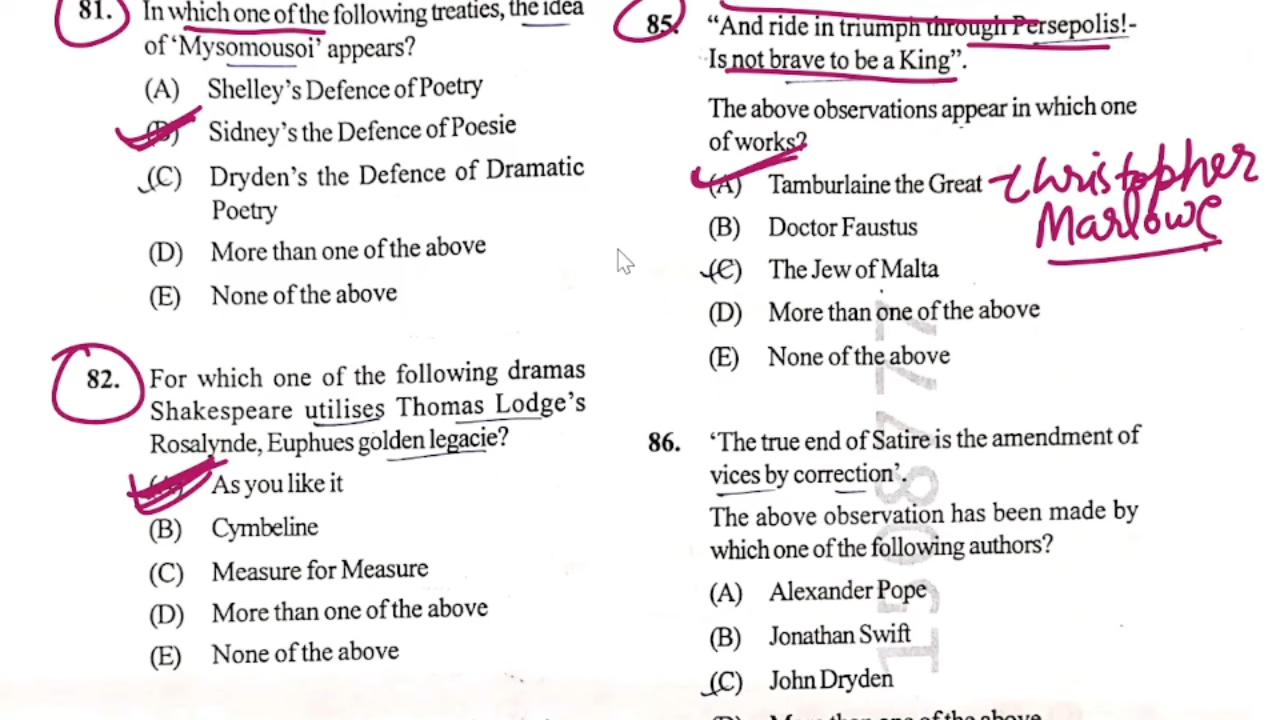 81. In which one of the following treaties, the idea
of ‘Mysomousoi’ appears?
(A) Shelley’s Defence of Poetry
(B) Sidney’s the Defence of Poesie
(C) Dryden’s the Defence of Dramatic
Poetry
(D) More than one of the above
(E) None of the above
82. For which one of the following dramas
Shakespeare utilises Thomas Lodge’s
Rosalynde, Euphues golden legacie?
(A) As you like it
(B) Cymbeline
(C) Measure for Measure
(D) More than one of the above
(E) None of the above
85. “And ride in triumph through Persepolis!-
Is not brave to be a King”.
The above observations appear in which one
of works?
(A) Tamburlaine the Great - Christopher
Marlowe
(B) Doctor Faustus
(C) The Jew of Malta
(D) More than one of the above
(E) None of the above
86. ‘The true end of Satire is the amendment of
vices by correction’.
The above observation has been made by
which one of the following authors?
(A) Alexander Pope
(B) Jonathan Swift
(C) John Dryden
(D) More than one of the above